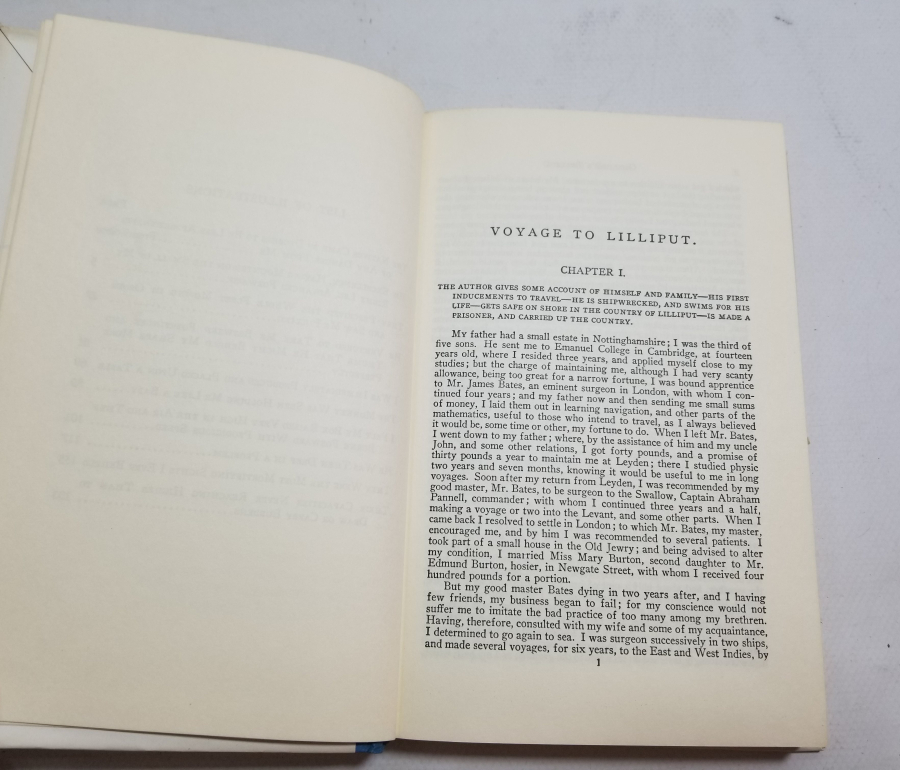 VOYAGE TO LILLIPUT.
CHAPTER I.
THE AUTHOR GIVES SOME ACCOUNT OF HIMSELF AND FAMILY—HIS FIRST
INDUCEMENTS TO TRAVEL—HE IS SHIPWRECKED, AND SWIMS FOR HIS
LIFE—GETS SAFE ON SHORE IN THE COUNTRY OF LILLIPUT—IS MADE A
PRISONER, AND CARRIED UP THE COUNTRY.
My father had a small estate in Nottinghamshire; I was the third of
five sons. He sent me to Emanuel College in Cambridge, at fourteen
years old, where I resided three years, and applied myself close to my
studies; but the charge of maintaining me, although I had very scanty
allowance, being too great for a narrow fortune, I was bound apprentice
to Mr. James Bates, an eminent surgeon in London, with whom I con-
tinued four years; and my father now and then sending me small sums
of money, I laid them out in learning navigation, and other parts of the
mathematics, useful to those who intend to travel, as I always believed
it would be, some time or other, my fortune to do. When I left Mr. Bates,
I went down to my father; where, by the assistance of him and my uncle
John, and some other relations, I got forty pounds, and a promise of
thirty pounds a year to maintain me at Leyden; there I studied physic
two years and seven months, knowing it would be useful to me in long
voyages. Soon after my return from Leyden, I was recommended by my
good master, Mr. Bates, to be surgeon to the Swallow, Captain Abraham
Pannell, commander; with whom I continued three years and a half,
making a voyage or two into the Levant, and some other parts. When I
came back I resolved to settle in London; to which Mr. Bates, my master,
encouraged me, and by him I was recommended to several patients. I
took part of a small house in the Old Jewry; and being advised to alter
my condition, I married Miss Mary Burton, second daughter to Mr.
Edmund Burton, hosier, in Newgate Street, with whom I received four
hundred pounds for a portion.
But my good master Bates dying in two years after, and I having
few friends, my business began to fail; for my conscience would not
suffer me to imitate the bad practice of too many among my brethren.
Having, therefore, consulted with my wife and some of my acquaintance,
I determined to go again to sea. I was surgeon successively in two ships,
and made several voyages, for six years, to the East and West Indies, by
1